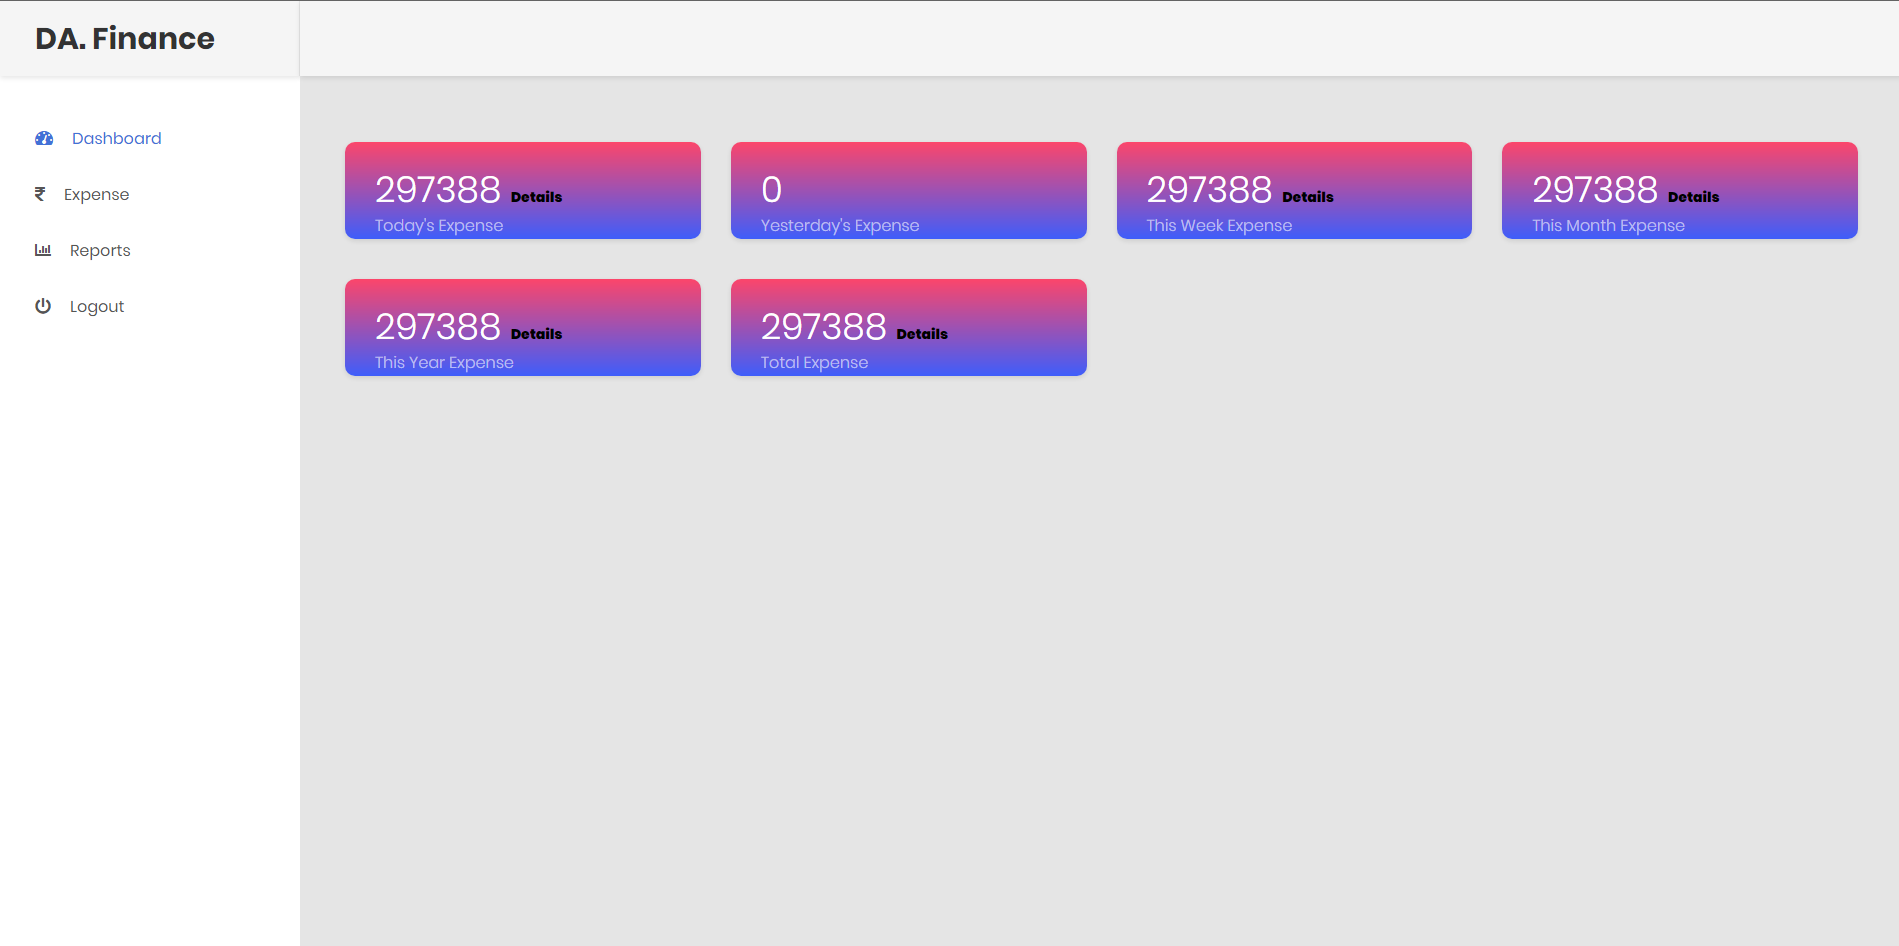 DA. Finance
Dashboard
Expense
Reports
Logout
297388 Details
Today's Expense
0
Yesterday's Expense
297388 Details
This Week Expense
297388 Details
This Month Expense
297388 Details
This Year Expense
297388 Details
Total Expense